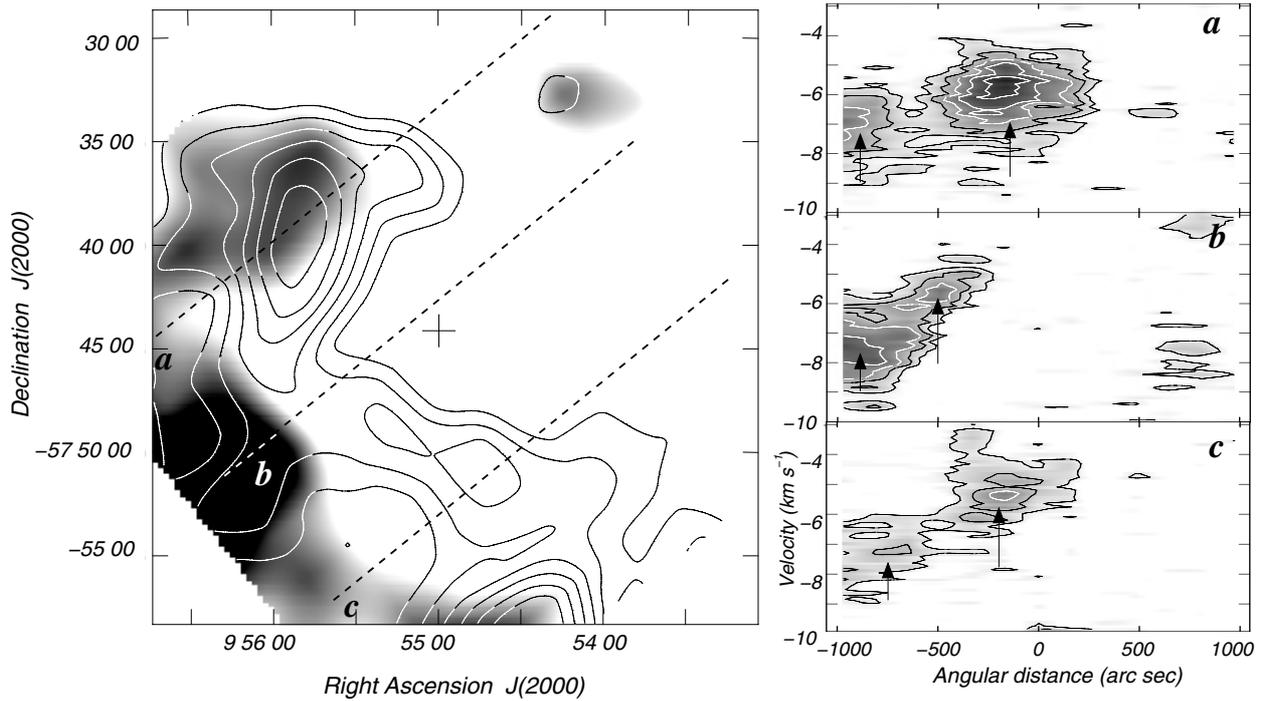 30 00
35 00
40 00
45 00
−57 50 00
−55 00
Declination J(2000)
9 56 00 55 00 54 00
Right Ascension J(2000)
a
b
c
a
−4
−6
−8
−10
b
−4
−6
−8
−10
c
−4
−6
−8
−10
Velocity (km s⁻¹)
−1000 −500 0 500 1000
Angular distance (arc sec)